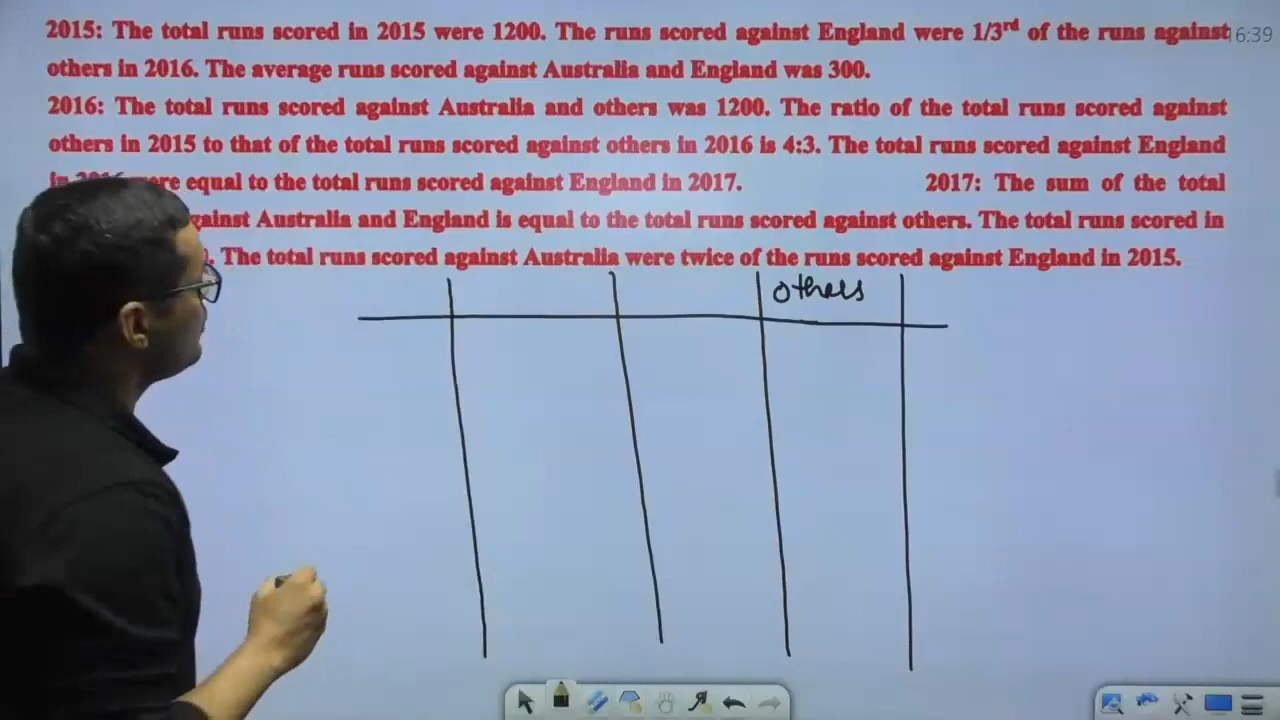 2015: The total runs scored in 2015 were 1200. The runs scored against England were 1/3rd of the runs against 6:39
others in 2016. The average runs scored against Australia and England was 300.
2016: The total runs scored against Australia and others was 1200. The ratio of the total runs scored against
others in 2015 to that of the total runs scored against others in 2016 is 4:3. The total runs scored against England
were equal to the total runs scored against England in 2017. 2017: The sum of the total
against Australia and England is equal to the total runs scored against others. The total runs scored in
. The total runs scored against Australia were twice of the runs scored against England in 2015.
others